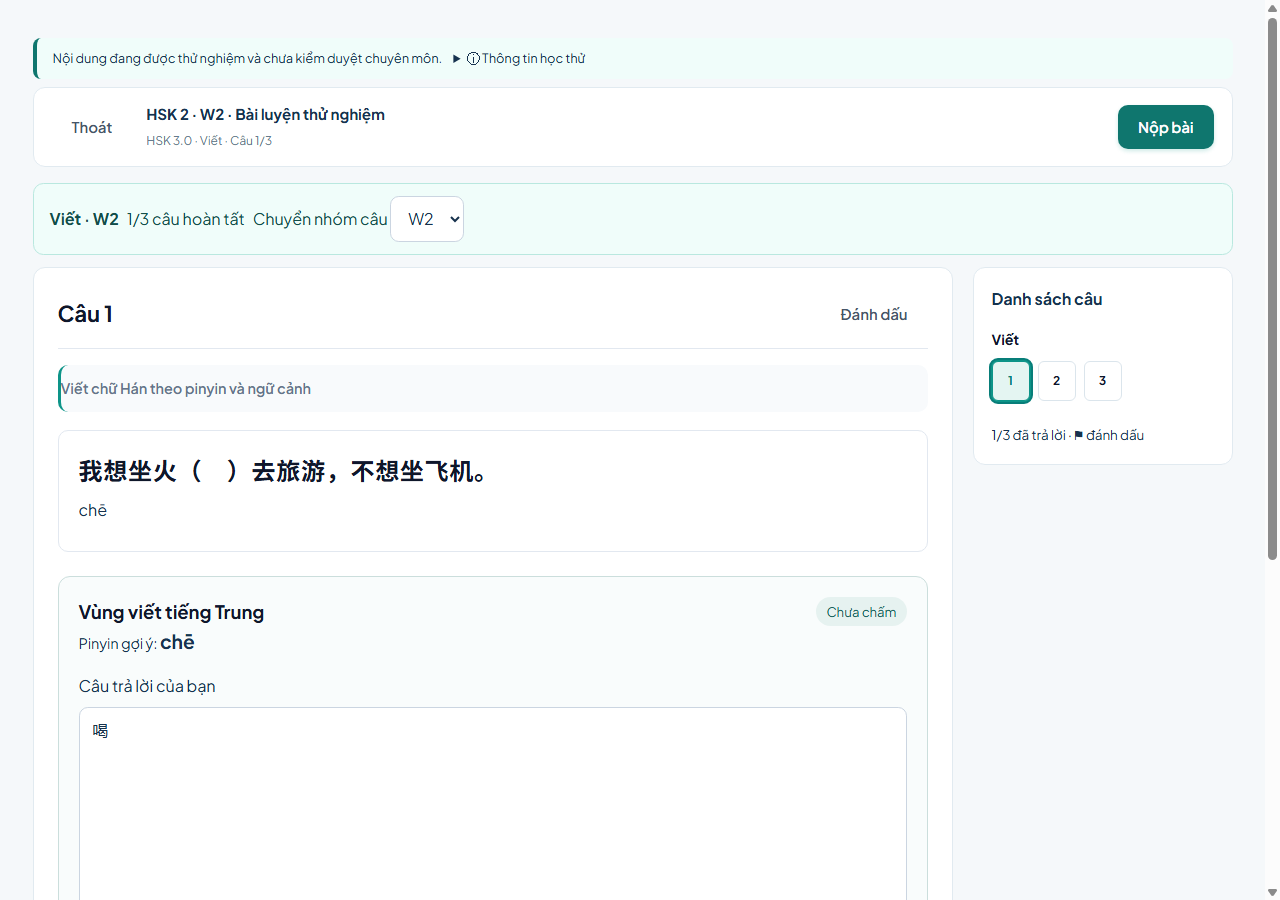 Nội dung đang được thử nghiệm và chưa kiểm duyệt chuyên môn. ▶ ⓘ Thông tin học thử
Thoát
HSK 2 · W2 · Bài luyện thử nghiệm
HSK 3.0 · Viết · Câu 1/3
Nộp bài
Viết · W2 1/3 câu hoàn tất Chuyển nhóm câu W2
Câu 1
Đánh dấu
Viết chữ Hán theo pinyin và ngữ cảnh
我想坐火（　）去旅游，不想坐飞机。
chē
Vùng viết tiếng Trung
Chưa chấm
Pinyin gợi ý: chē
Câu trả lời của bạn
喝
Danh sách câu
Viết
1 2 3
1/3 đã trả lời · ⚑ đánh dấu